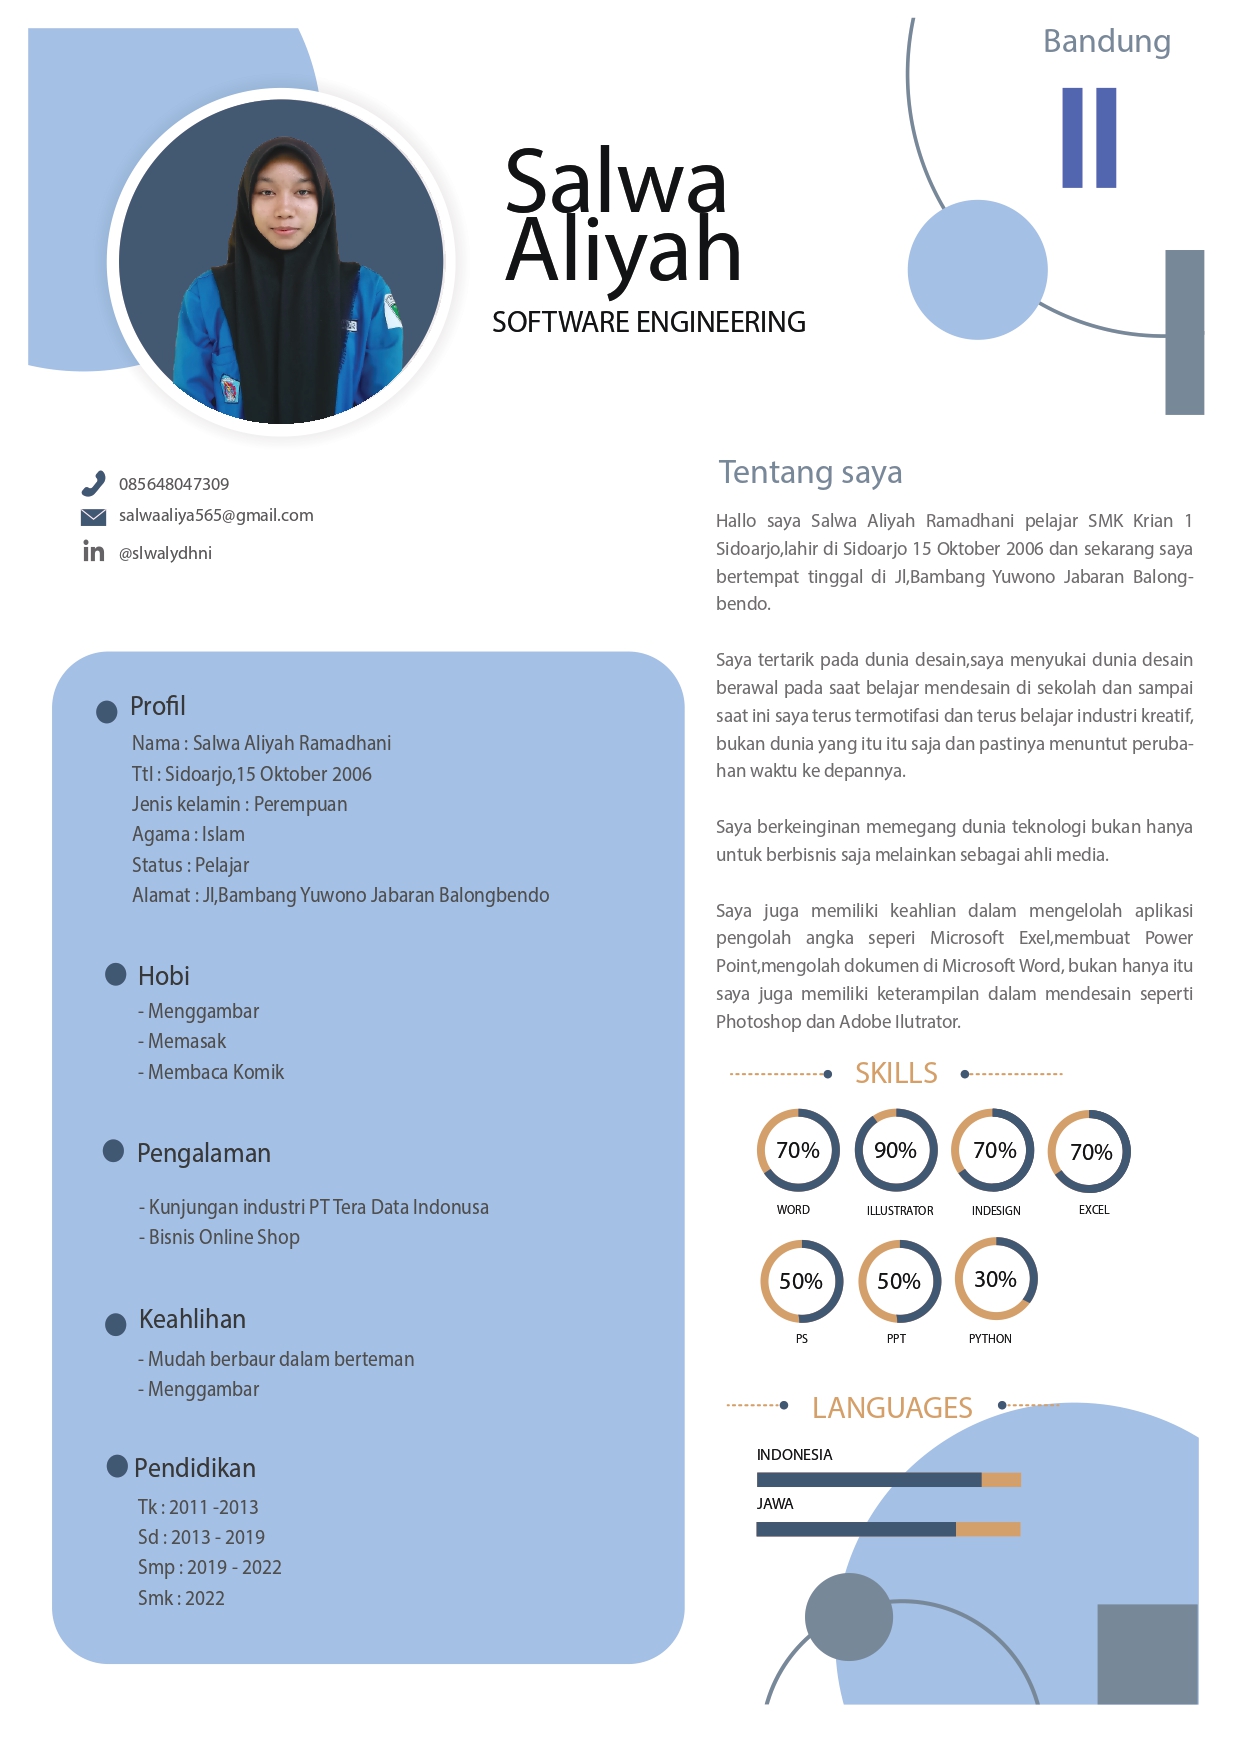 Bandung
Salwa
Aliyah
SOFTWARE ENGINEERING
085648047309
salwaaliya565@gmail.com
in @slwalydhni
Tentang saya
Hallo saya Salwa Aliyah Ramadhani pelajar SMK Krian 1
Sidoarjo,lahir di Sidoarjo 15 Oktober 2006 dan sekarang saya
bertempat tinggal di Jl,Bambang Yuwono Jabaran Balong-
bendo.
Saya tertarik pada dunia desain,saya menyukai dunia desain
berawal pada saat belajar mendesain di sekolah dan sampai
saat ini saya terus termotifasi dan terus belajar industri kreatif,
bukan dunia yang itu itu saja dan pastinya menuntut peruba-
han waktu ke depannya.
Saya berkeinginan memegang dunia teknologi bukan hanya
untuk berbisnis saja melainkan sebagai ahli media.
Saya juga memiliki keahlian dalam mengelolah aplikasi
pengolah angka seperi Microsoft Exel,membuat Power
Point,mengolah dokumen di Microsoft Word, bukan hanya itu
saya juga memiliki keterampilan dalam mendesain seperti
Photoshop dan Adobe Ilutrator.
Profil
Nama : Salwa Aliyah Ramadhani
Ttl : Sidoarjo,15 Oktober 2006
Jenis kelamin : Perempuan
Agama : Islam
Status : Pelajar
Alamat : Jl,Bambang Yuwono Jabaran Balongbendo
Hobi
- Menggambar
- Memasak
- Membaca Komik
Pengalaman
- Kunjungan industri PT Tera Data Indonusa
- Bisnis Online Shop
Keahlihan
- Mudah berbaur dalam berteman
- Menggambar
Pendidikan
Tk : 2011 -2013
Sd : 2013 - 2019
Smp : 2019 - 2022
Smk : 2022
SKILLS
70% 90% 70% 70%
WORD ILLUSTRATOR INDESIGN EXCEL
50% 50% 30%
PS PPT PYTHON
LANGUAGES
INDONESIA
JAWA